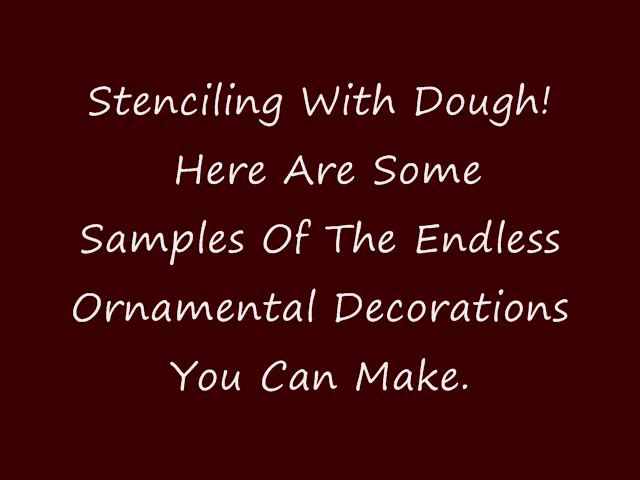 Stenciling With Dough!
Here Are Some
Samples Of The Endless
Ornamental Decorations
You Can Make.